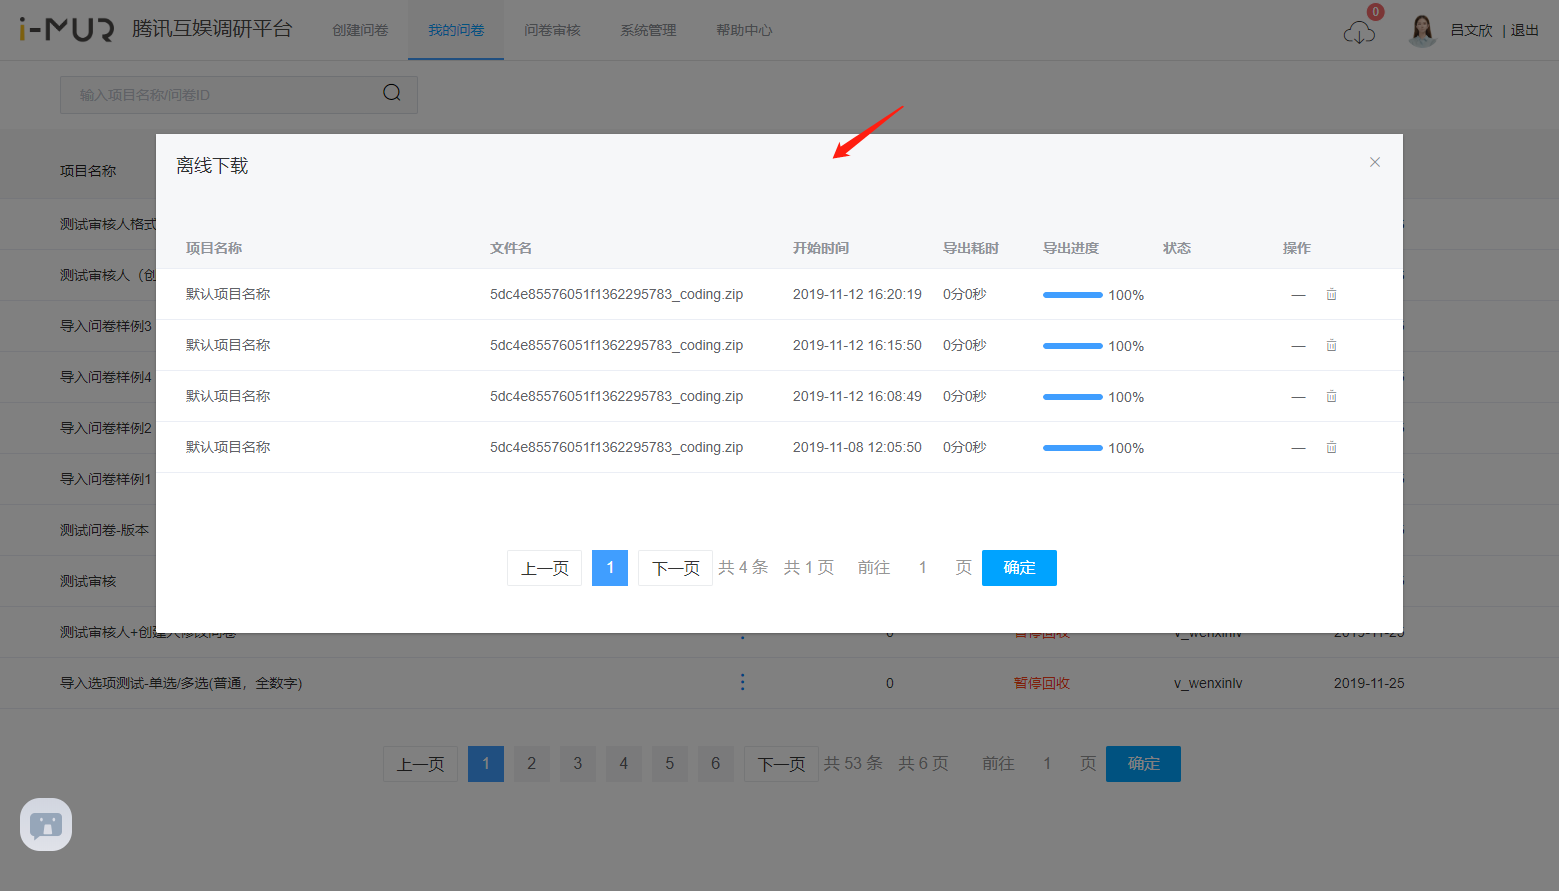 i-MUR 腾讯互娱调研平台 创建问卷 我的问卷 问卷审核 系统管理 帮助中心 0 吕文欣 | 退出
输入项目名称/问卷ID
项目名称
离线下载
项目名称 文件名 开始时间 导出耗时 导出进度 状态 操作
默认项目名称 5dc4e85576051f1362295783_coding.zip 2019-11-12 16:20:19 0分0秒 100% —
默认项目名称 5dc4e85576051f1362295783_coding.zip 2019-11-12 16:15:50 0分0秒 100% —
默认项目名称 5dc4e85576051f1362295783_coding.zip 2019-11-12 16:08:49 0分0秒 100% —
默认项目名称 5dc4e85576051f1362295783_coding.zip 2019-11-08 12:05:50 0分0秒 100% —
上一页 1 下一页 共 4 条 共 1 页 前往 1 页 确定
测试审核人格式
测试审核人（创
导入问卷样例3
导入问卷样例4
导入问卷样例2
导入问卷样例1
测试问卷-版本
测试审核
测试审核人+创建人修改问卷 0 暂停回收 v_wenxinlv 2019-11-25
导入选项测试-单选/多选(普通，全数字) 0 暂停回收 v_wenxinlv 2019-11-25
上一页 1 2 3 4 5 6 下一页 共 53 条 共 6 页 前往 1 页 确定